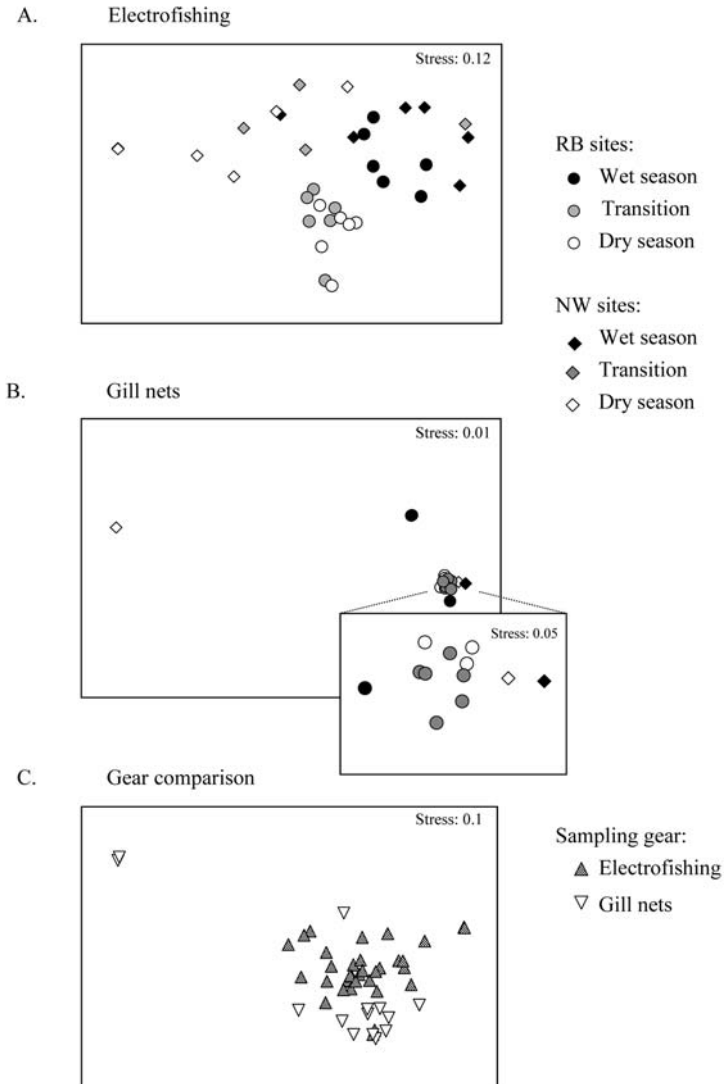 A. Electrofishing
Stress: 0.12
RB sites:
Wet season
Transition
Dry season
NW sites:
Wet season
Transition
Dry season
B. Gill nets
Stress: 0.01
Stress: 0.05
C. Gear comparison
Stress: 0.1
Sampling gear:
Electrofishing
Gill nets